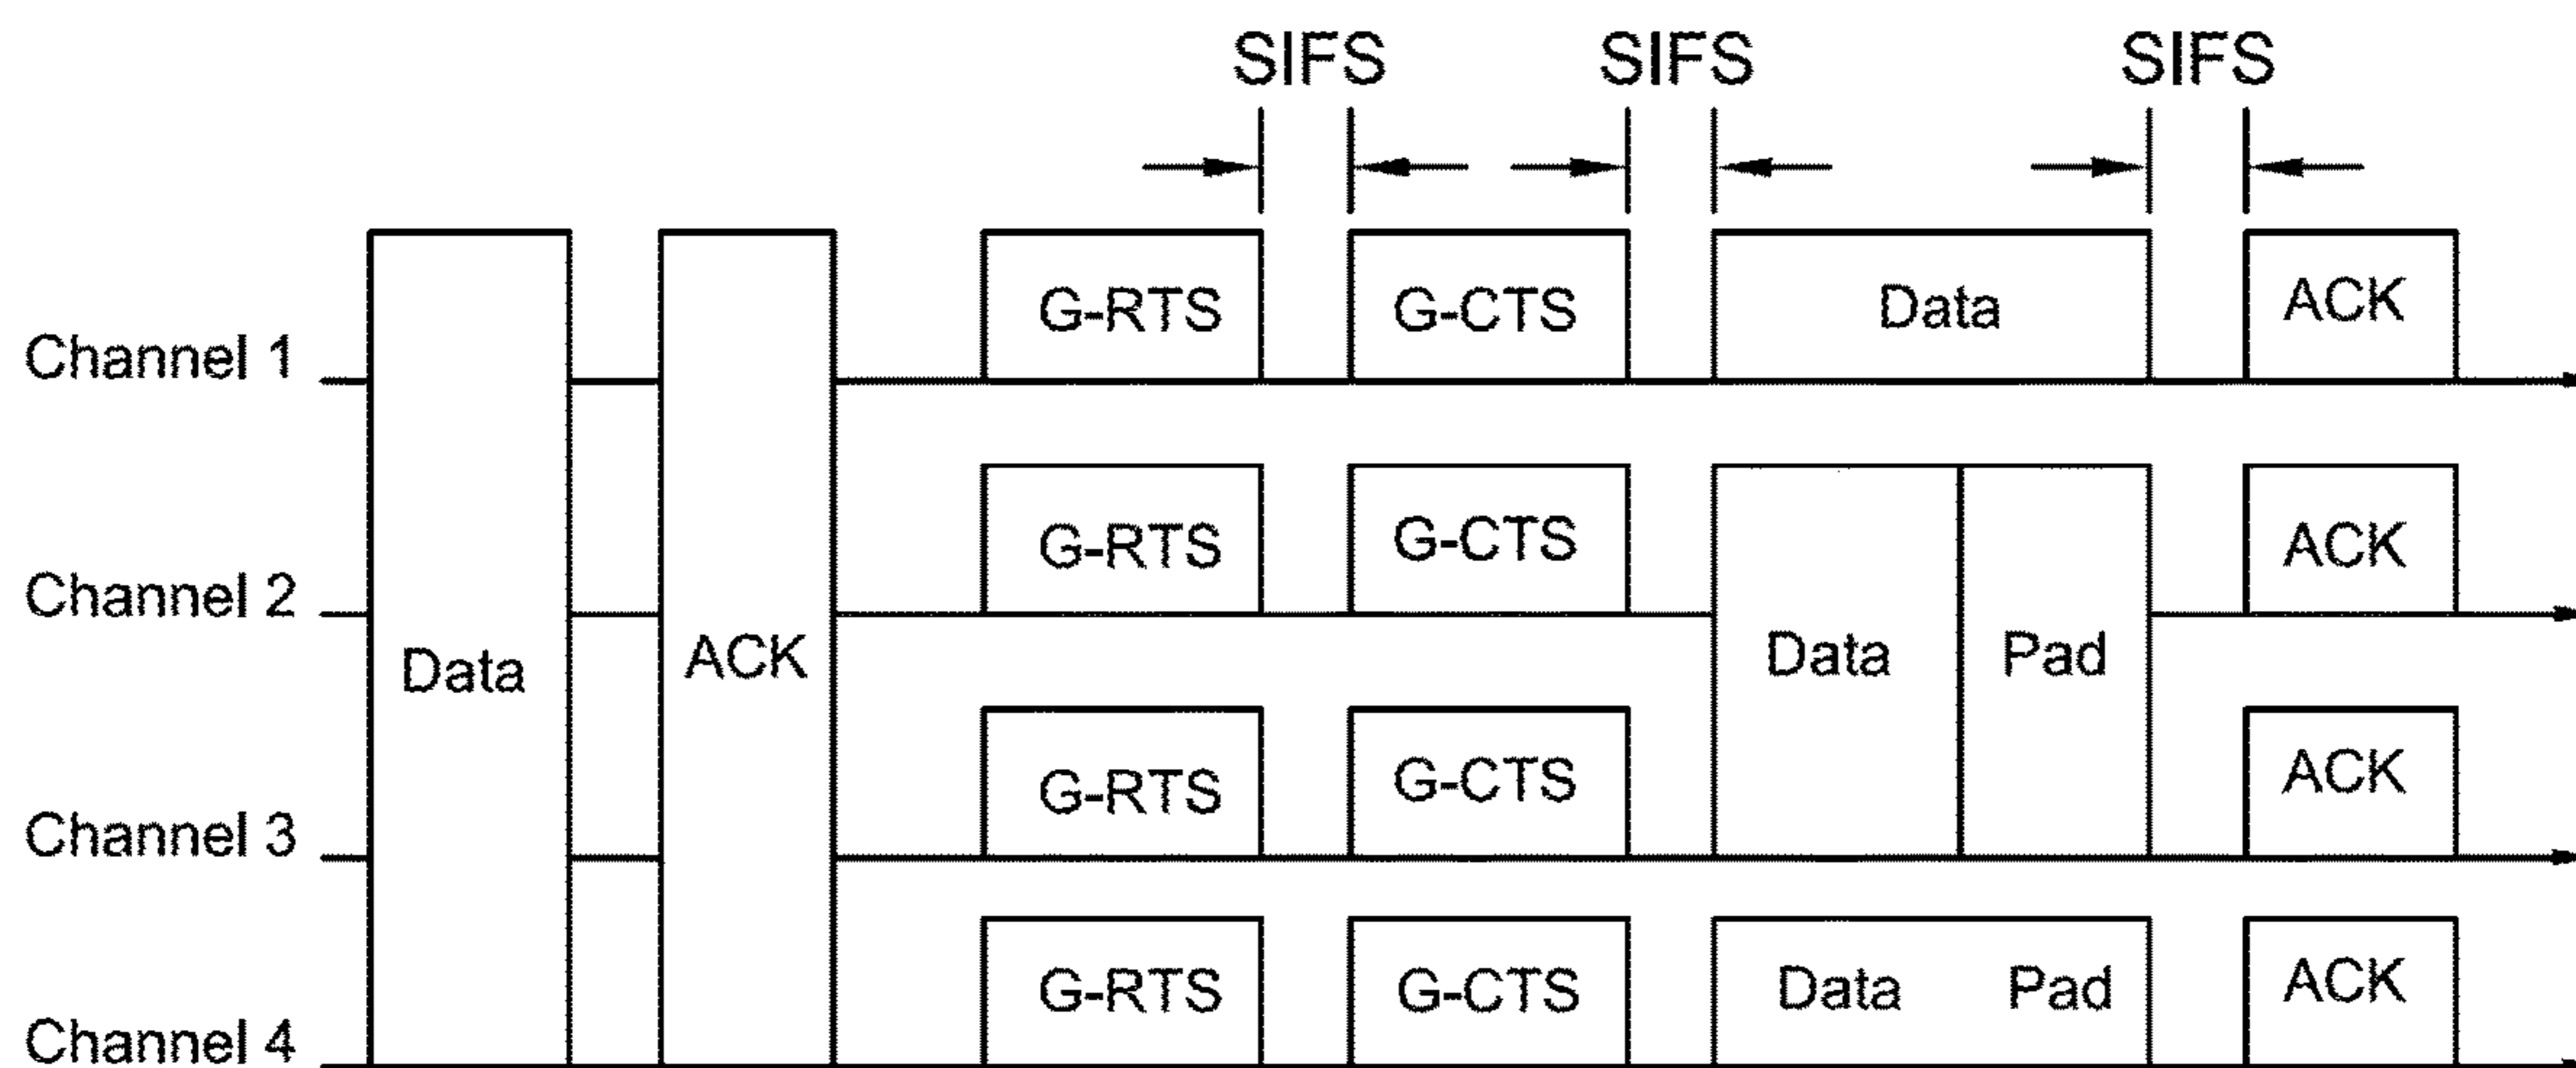 SIFS SIFS SIFS
Channel 1 G-RTS G-CTS Data ACK
Channel 2 G-RTS G-CTS ACK
Data ACK Data Pad
Channel 3 G-RTS G-CTS ACK
Channel 4 G-RTS G-CTS Data Pad ACK